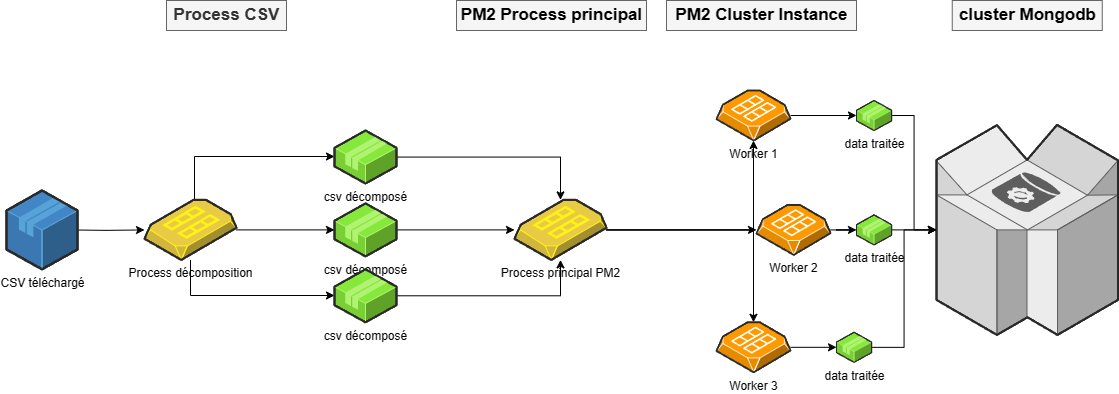 Process CSV
PM2 Process principal
PM2 Cluster Instance
cluster Mongodb
Worker 1
data traitée
csv décomposé
CSV téléchargé
Process décomposition
csv décomposé
Process principal PM2
Worker 2
data traitée
csv décomposé
Worker 3
data traitée